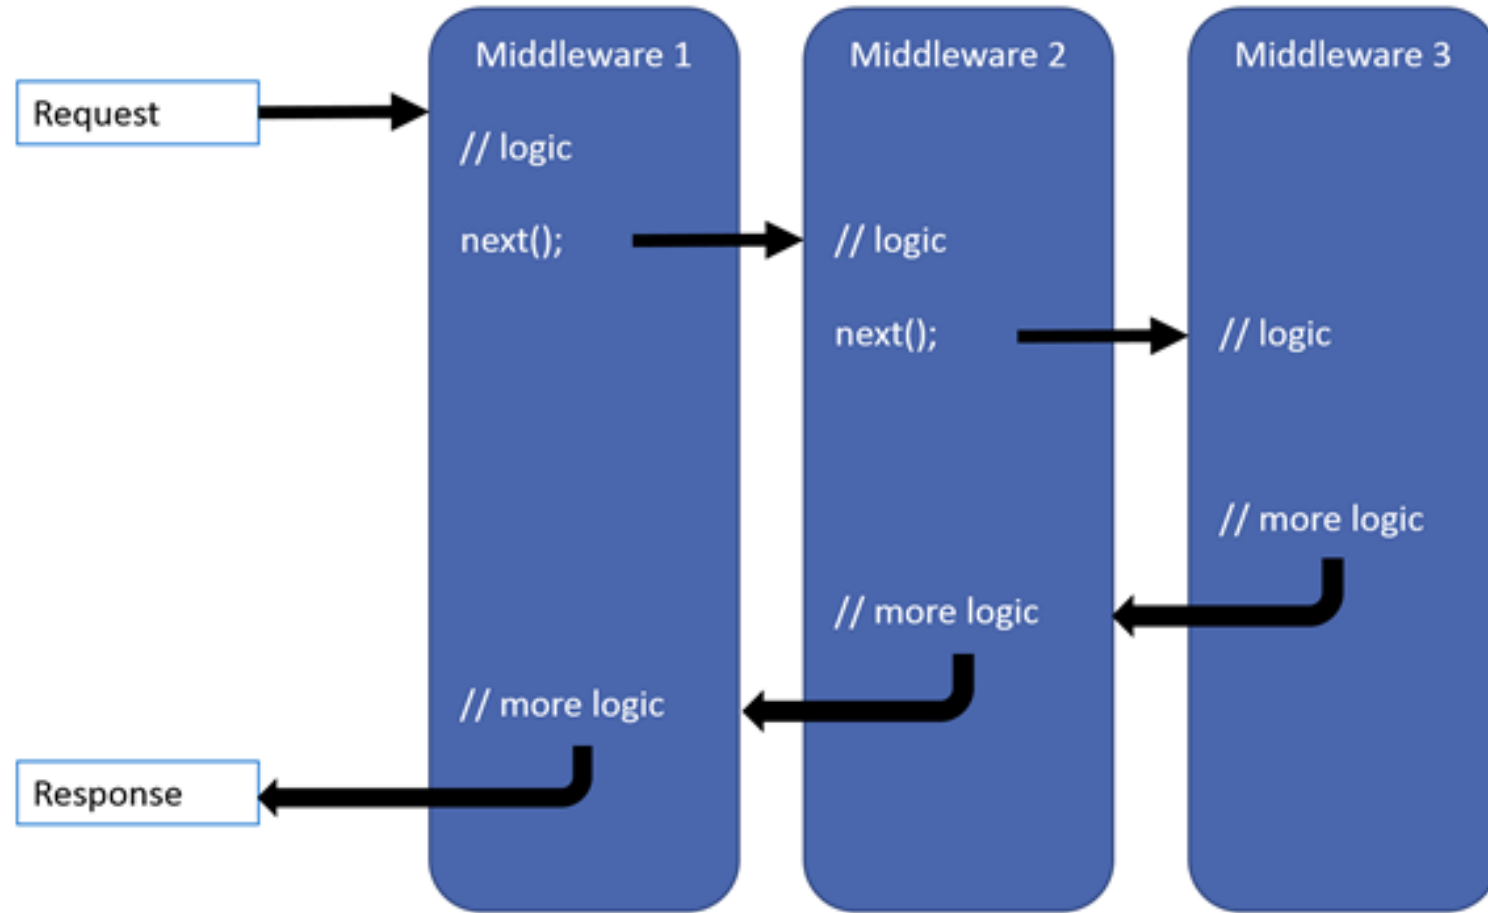 Middleware 1
Middleware 2
Middleware 3
Request
// logic
next();
// logic
next();
// logic
// more logic
// more logic
// more logic
Response